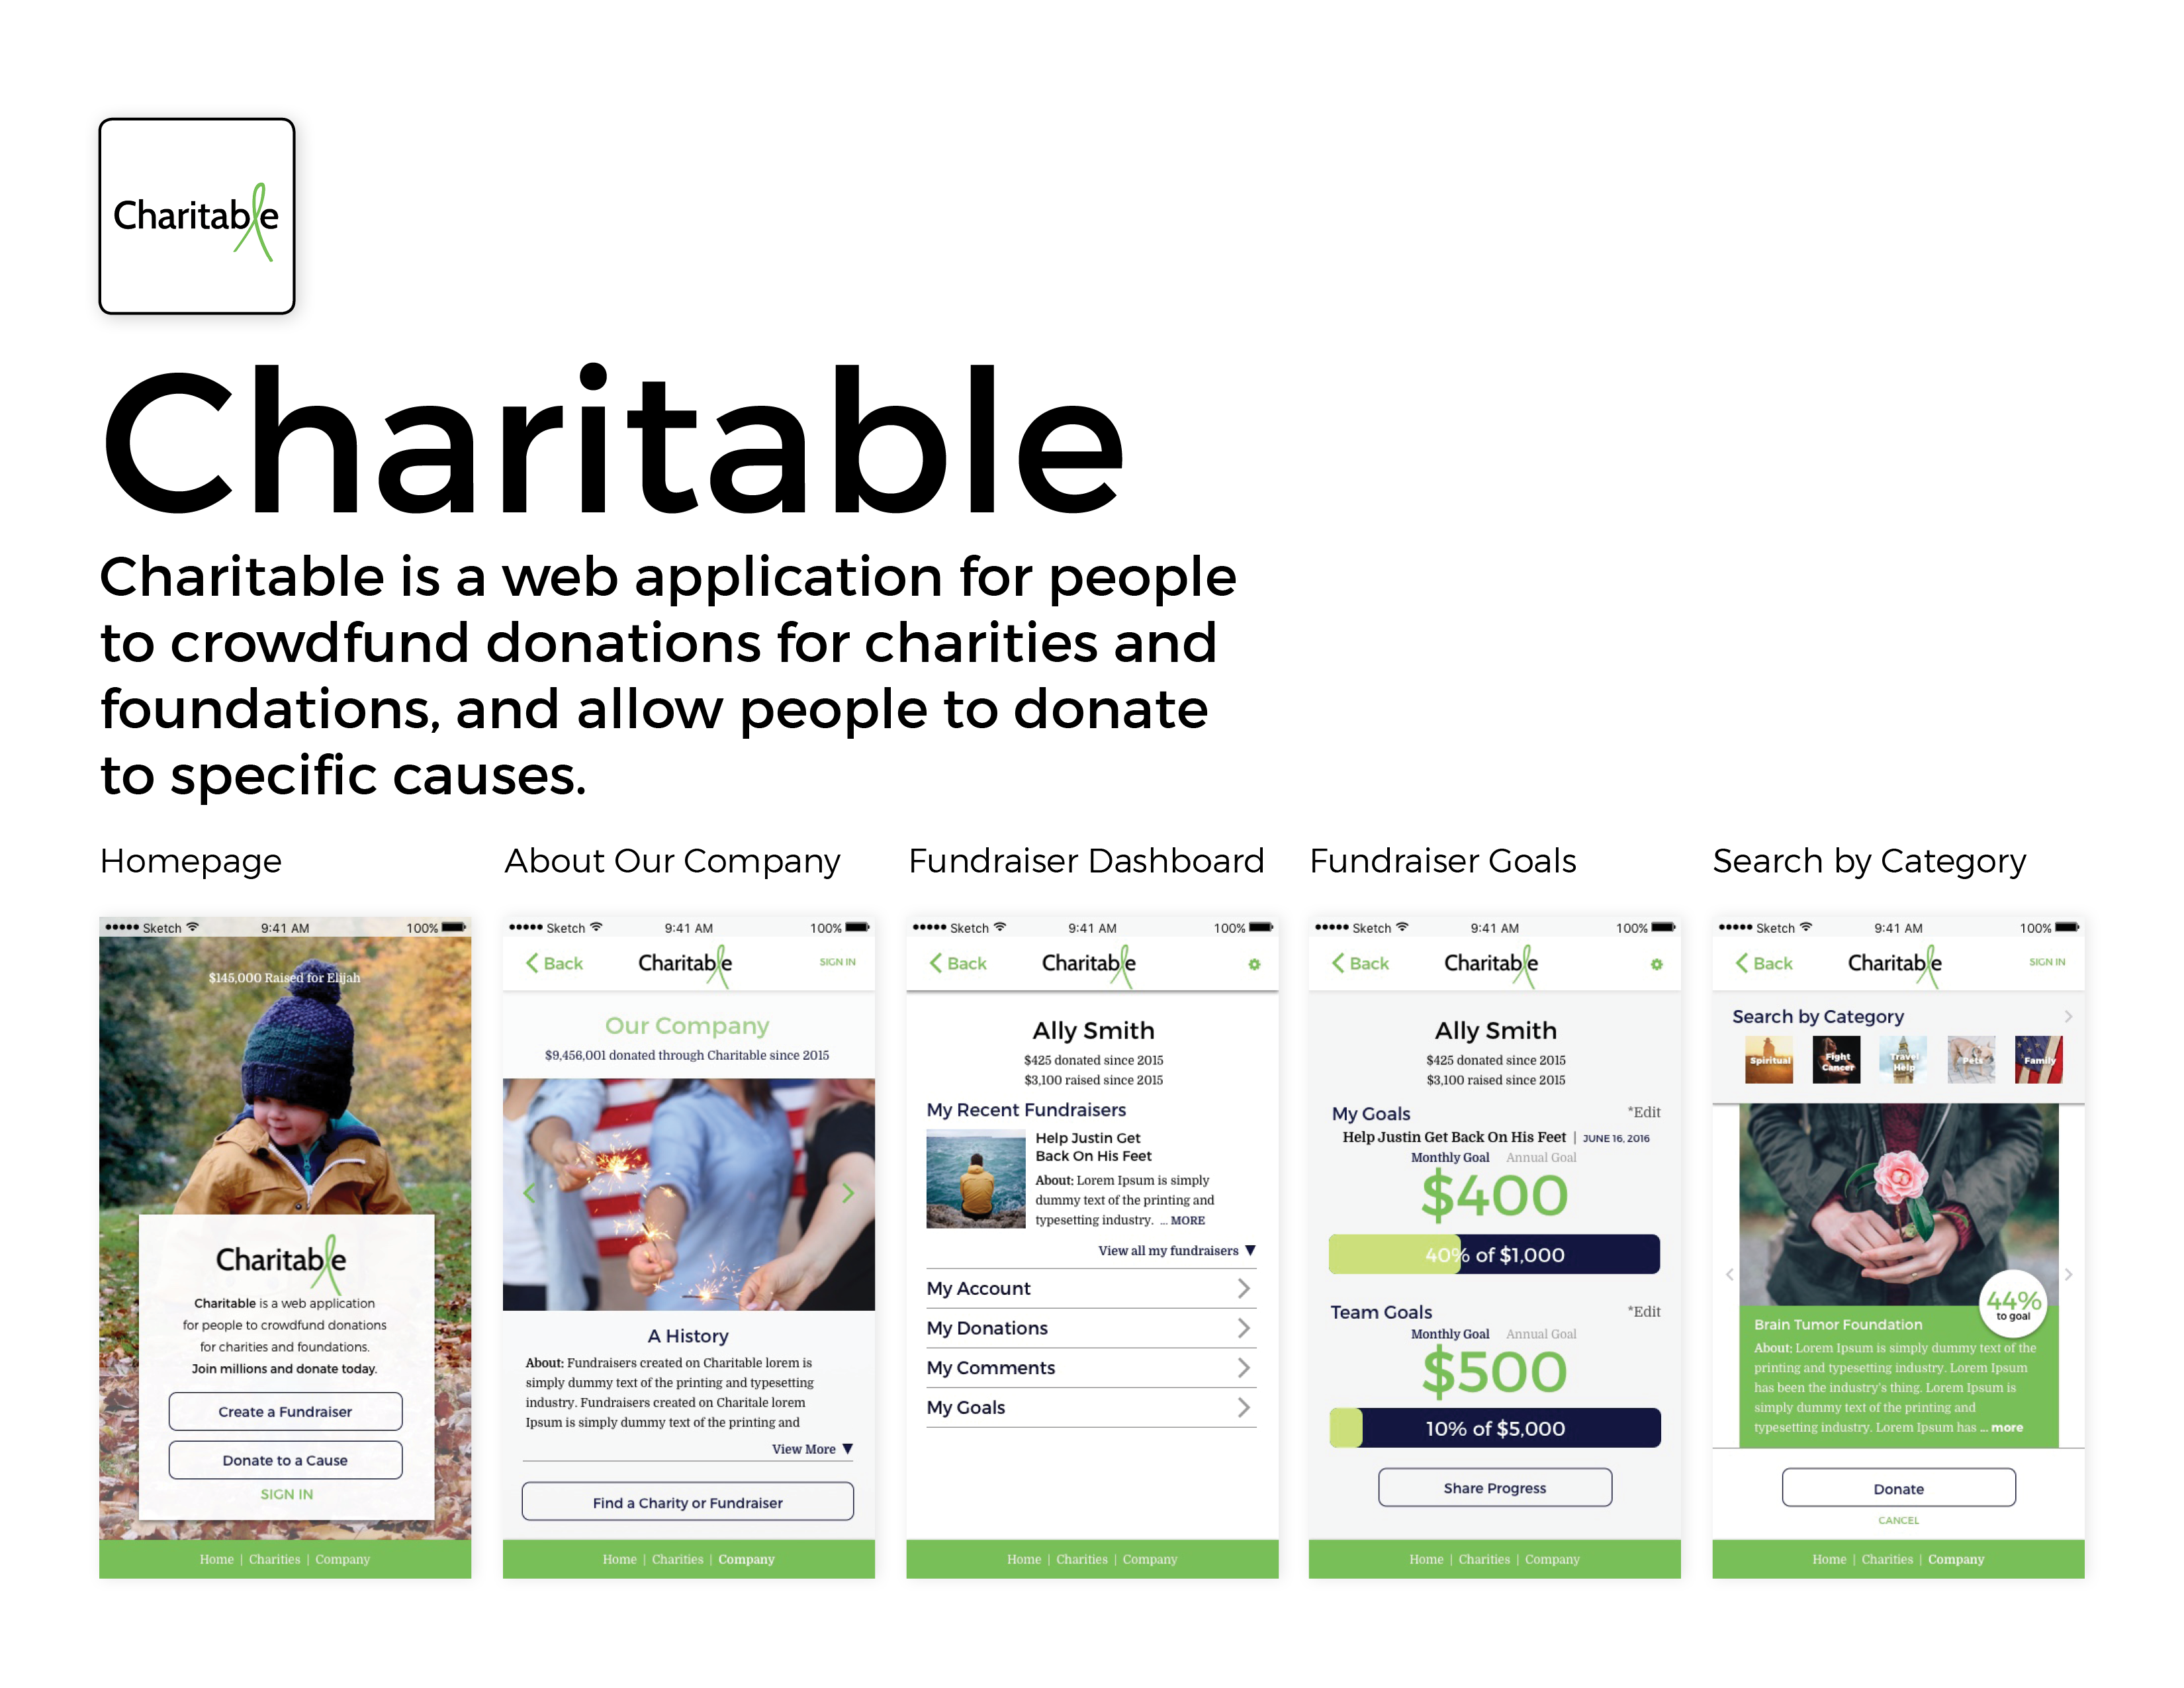 Charitable
Charitable
Charitable is a web application for people
to crowdfund donations for charities and
foundations, and allow people to donate
to specific causes.
Homepage
Sketch 9:41 AM 100%
$145,000 Raised for Elijah
Charitable
Charitable is a web application
for people to crowdfund donations
for charities and foundations.
Join millions and donate today.
Create a Fundraiser
Donate to a Cause
SIGN IN
Home | Charities | Company
About Our Company
Sketch 9:41 AM 100%
Back Charitable SIGN IN
Our Company
$9,456,001 donated through Charitable since 2015
A History
About: Fundraisers created on Charitable lorem is
simply dummy text of the printing and typesetting
industry. Fundraisers created on Charitale lorem
Ipsum is simply dummy text of the printing and
View More ▼
Find a Charity or Fundraiser
Home | Charities | Company
Fundraiser Dashboard
Sketch 9:41 AM 100%
Back Charitable
Ally Smith
$425 donated since 2015
$3,100 raised since 2015
My Recent Fundraisers
Help Justin Get
Back On His Feet
About: Lorem Ipsum is simply
dummy text of the printing and
typesetting industry. ... MORE
View all my fundraisers ▼
My Account
My Donations
My Comments
My Goals
Home | Charities | Company
Fundraiser Goals
Sketch 9:41 AM 100%
Back Charitable
Ally Smith
$425 donated since 2015
$3,100 raised since 2015
My Goals *Edit
Help Justin Get Back On His Feet | JUNE 16, 2016
Monthly Goal Annual Goal
$400
40% of $1,000
Team Goals *Edit
Monthly Goal Annual Goal
$500
10% of $5,000
Share Progress
Home | Charities | Company
Search by Category
Sketch 9:41 AM 100%
Back Charitable SIGN IN
Search by Category
Spiritual
Fight
Cancer
Travel
Help
Pets
Family
44%
to goal
Brain Tumor Foundation
About: Lorem Ipsum is simply dummy text of the
printing and typesetting industry. Lorem Ipsum
has been the industry's thing. Lorem Ipsum is
simply dummy text of the printing and
typesetting industry. Lorem Ipsum has ... more
Donate
CANCEL
Home | Charities | Company